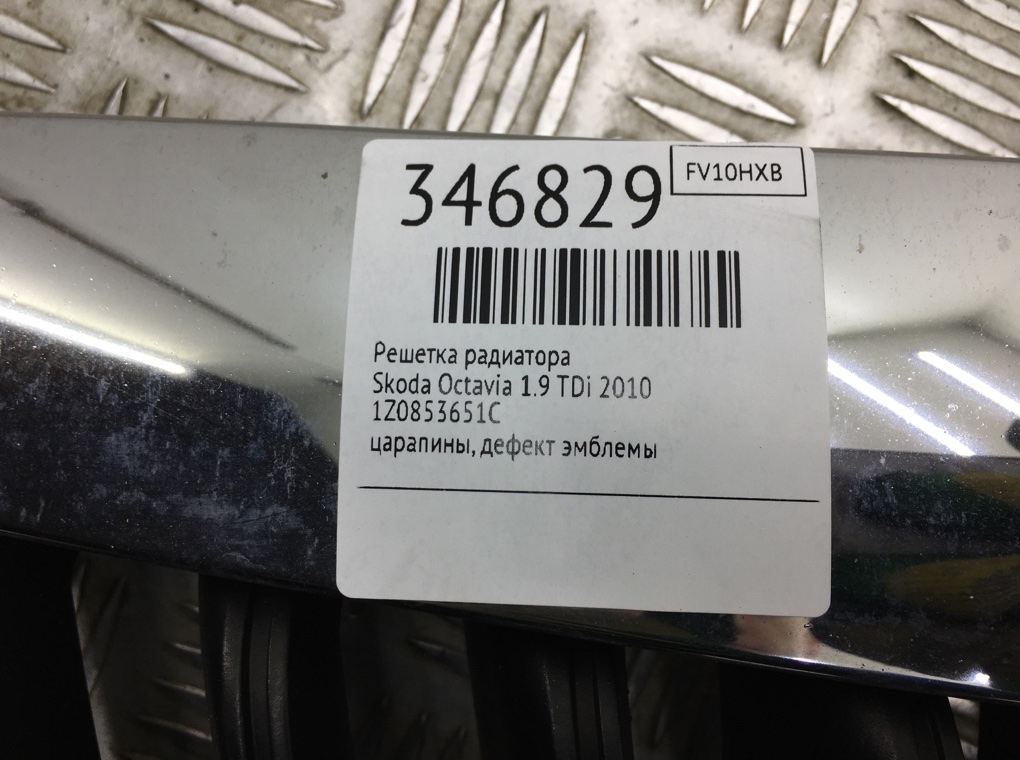 346829
FV10HXB
Решетка радиатора
Skoda Octavia 1.9 TDi 2010
1Z0853651C
царапины, дефект эмблемы